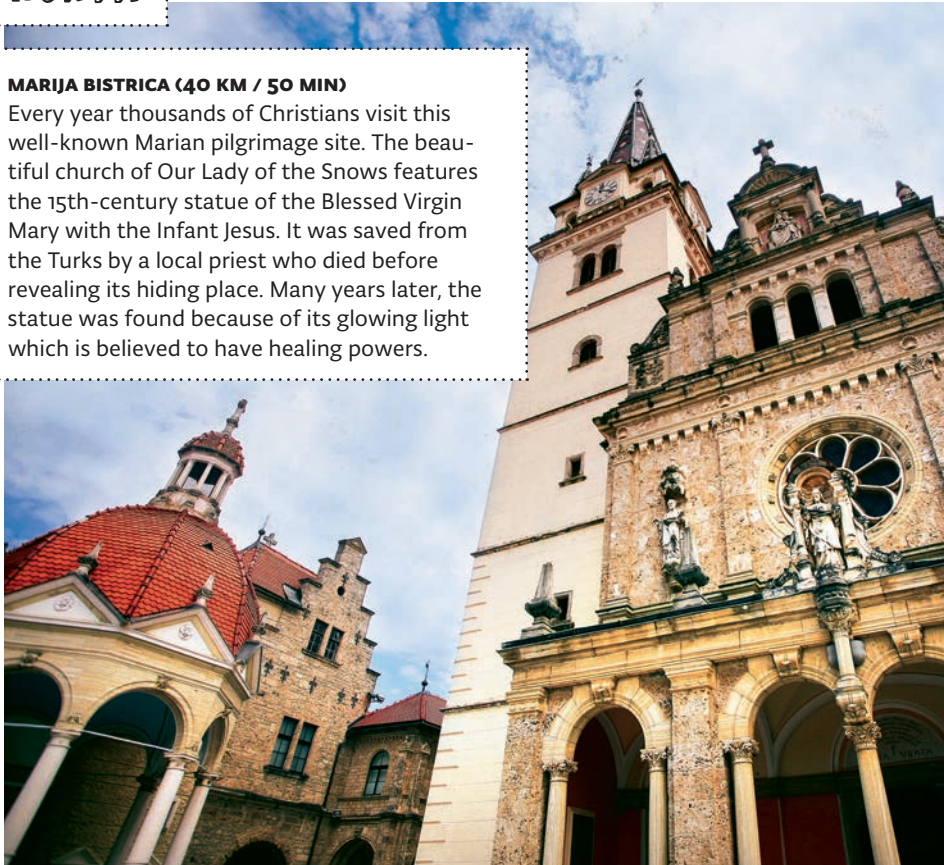 MARIJA BISTRICA (40 KM / 50 MIN)
Every year thousands of Christians visit this
well-known Marian pilgrimage site. The beau-
tiful church of Our Lady of the Snows features
the 15th-century statue of the Blessed Virgin
Mary with the Infant Jesus. It was saved from
the Turks by a local priest who died before
revealing its hiding place. Many years later, the
statue was found because of its glowing light
which is believed to have healing powers.